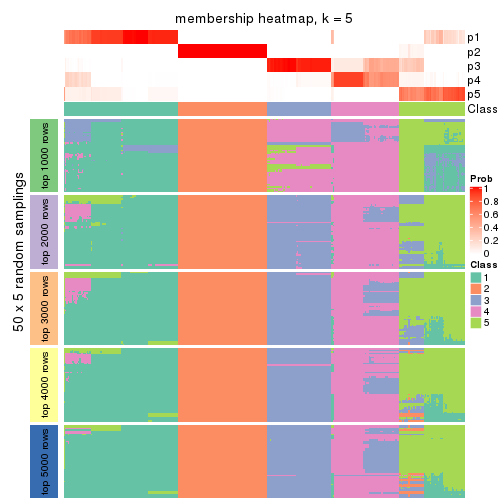 membership heatmap, k = 5
p1
p2
p3
p4
p5
Class
50 x 5 random samplings
top 1000 rows
top 2000 rows
top 3000 rows
top 4000 rows
top 5000 rows
Prob
1
0.8
0.6
0.4
0.2
0
Class
1
2
3
4
5